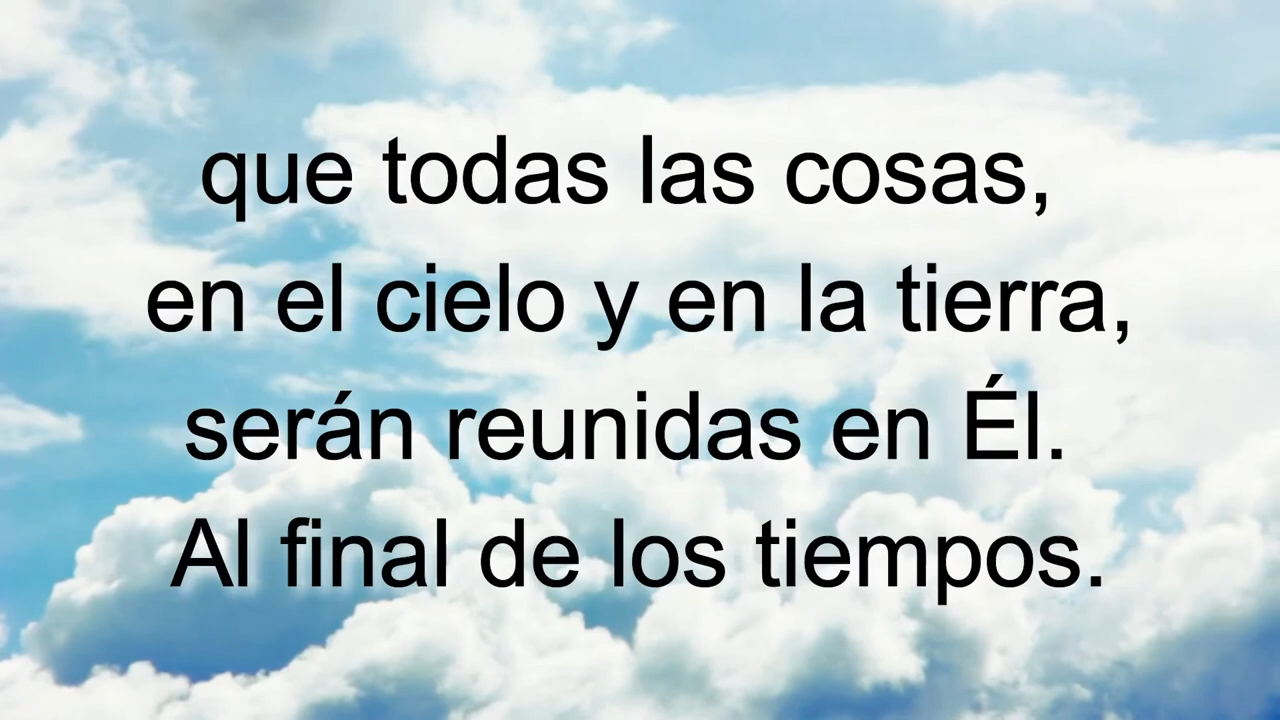 que todas las cosas,
en el cielo y en la tierra,
serán reunidas en Él.
Al final de los tiempos.